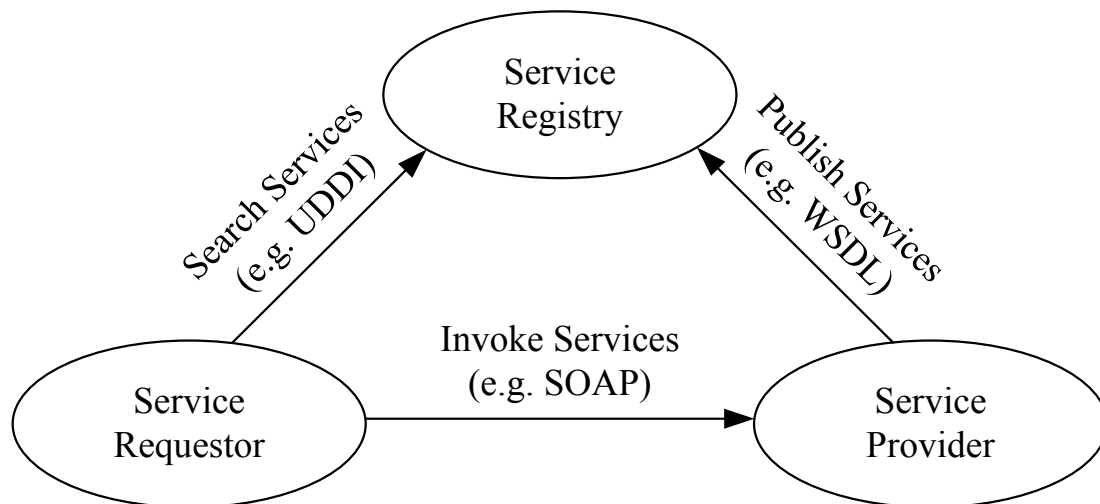 Service
Registry
Search Services
(e.g. UDDI)
Publish Services
(e.g. WSDL)
Invoke Services
(e.g. SOAP)
Service
Requestor
Service
Provider